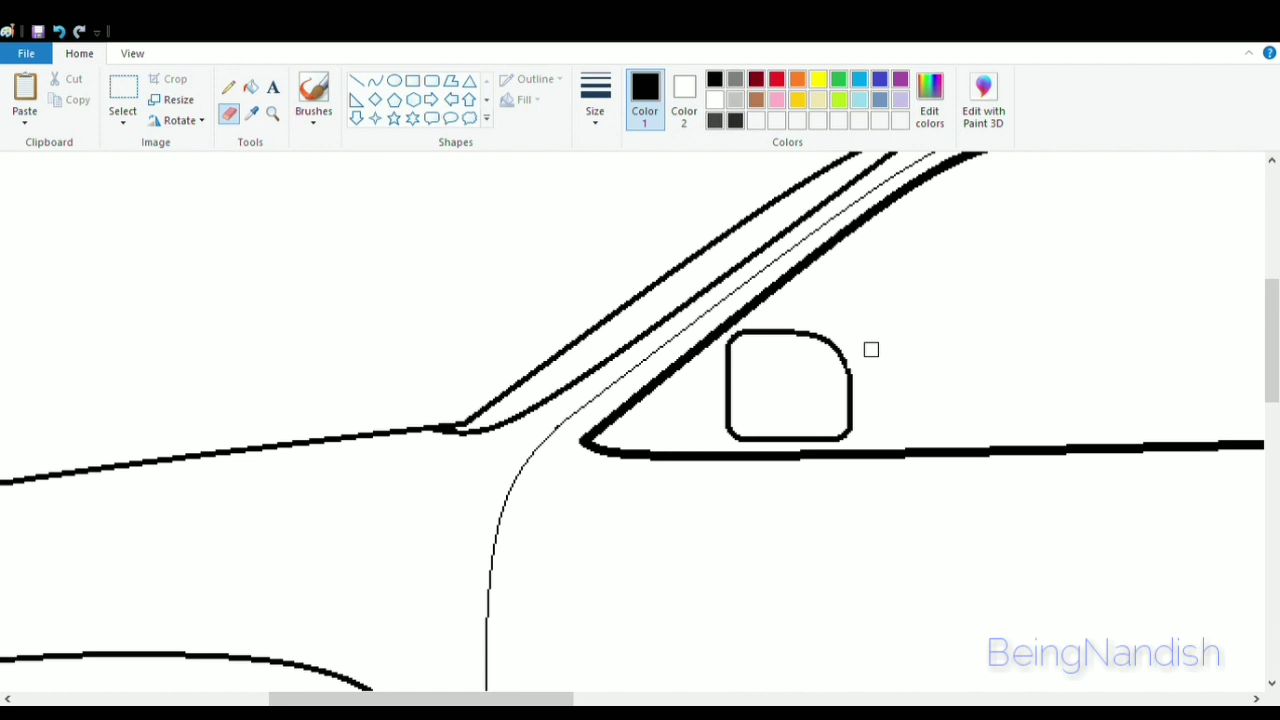 File Home View
Paste
Cut
Copy
Clipboard
Select
Crop
Resize
Rotate
Image
A
Tools
Brushes
Shapes
Outline
Fill
Size
Color
1
Color
2
Edit
colors
Colors
Edit with
Paint 3D
?
BeingNandish